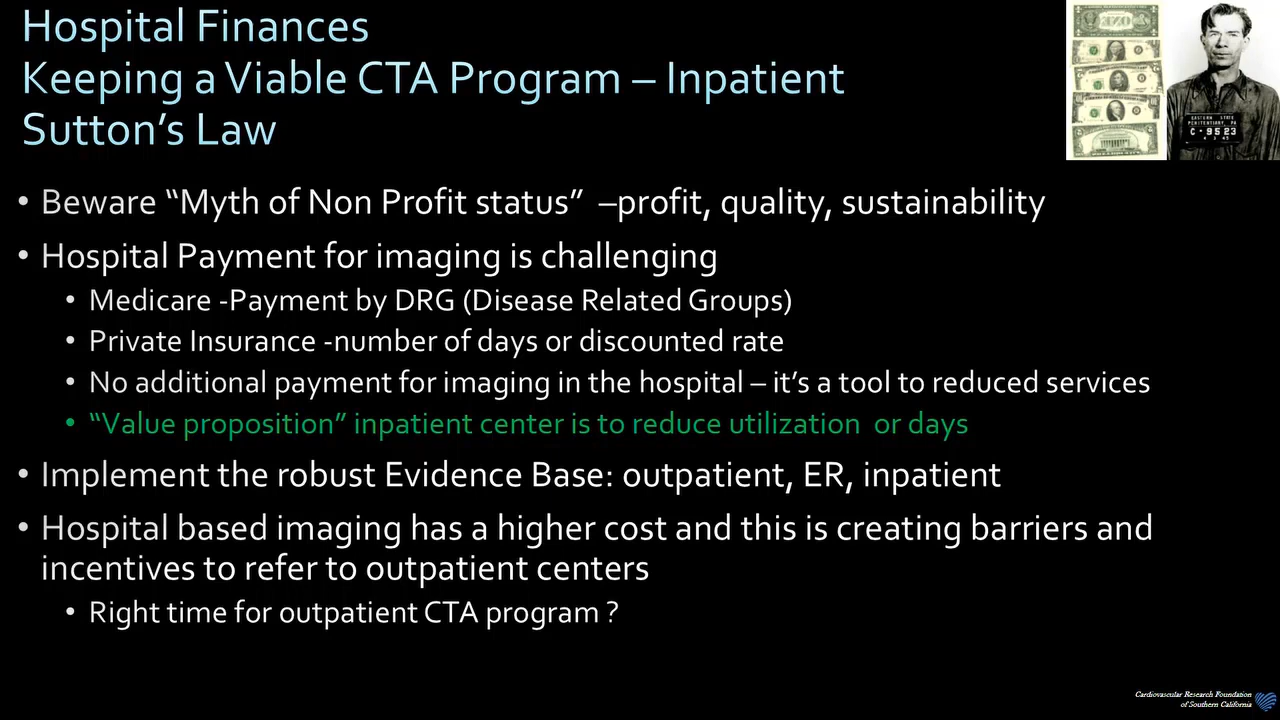 Hospital Finances
Keeping a Viable CTA Program – Inpatient
Sutton's Law
• Beware “Myth of Non Profit status” –profit, quality, sustainability
• Hospital Payment for imaging is challenging
• Medicare -Payment by DRG (Disease Related Groups)
• Private Insurance -number of days or discounted rate
• No additional payment for imaging in the hospital – it’s a tool to reduced services
• “Value proposition” inpatient center is to reduce utilization or days
• Implement the robust Evidence Base: outpatient, ER, inpatient
• Hospital based imaging has a higher cost and this is creating barriers and
incentives to refer to outpatient centers
• Right time for outpatient CTA program ?
ONE
EASTERN STATE
PENITENTIARY, PA
C-9523
Cardiovascular Research Foundation
of Southern California